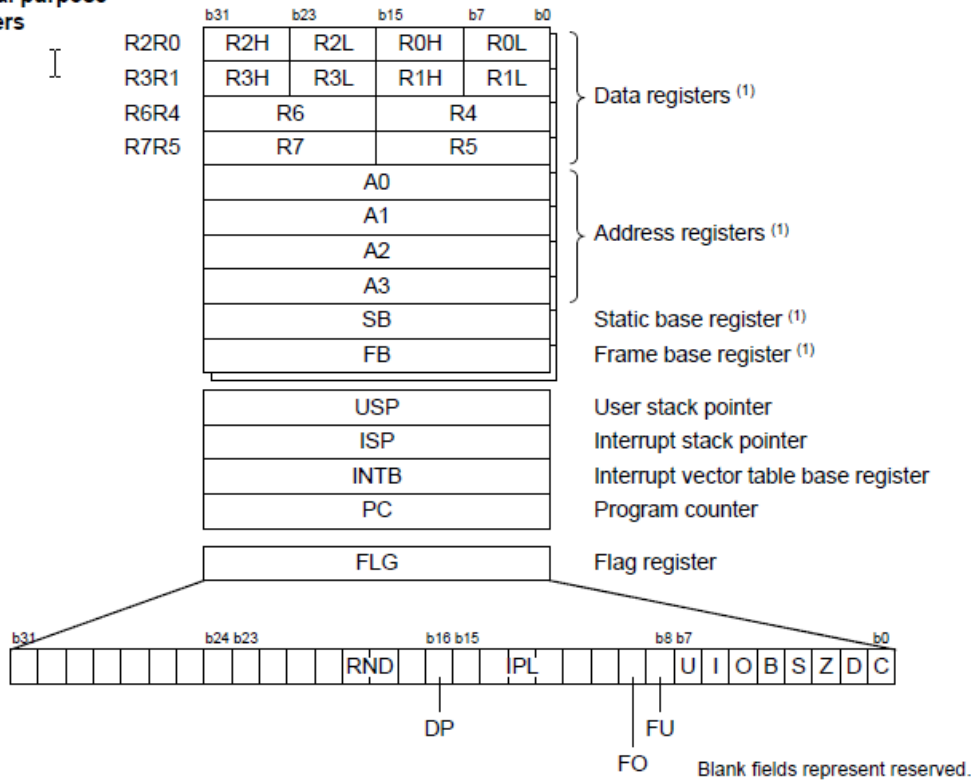 b31 b23 b15 b7 b0
R2R0 R2H R2L R0H R0L
R3R1 R3H R3L R1H R1L
Data registers (1)
R6R4 R6 R4
R7R5 R7 R5
A0
A1
Address registers (1)
A2
A3
SB Static base register (1)
FB Frame base register (1)
USP User stack pointer
ISP Interrupt stack pointer
INTB Interrupt vector table base register
PC Program counter
FLG Flag register
b31 b24 b23 b16 b15 b8 b7 b0
RND IPL U I O B S Z D C
DP FU
FO
Blank fields represent reserved.